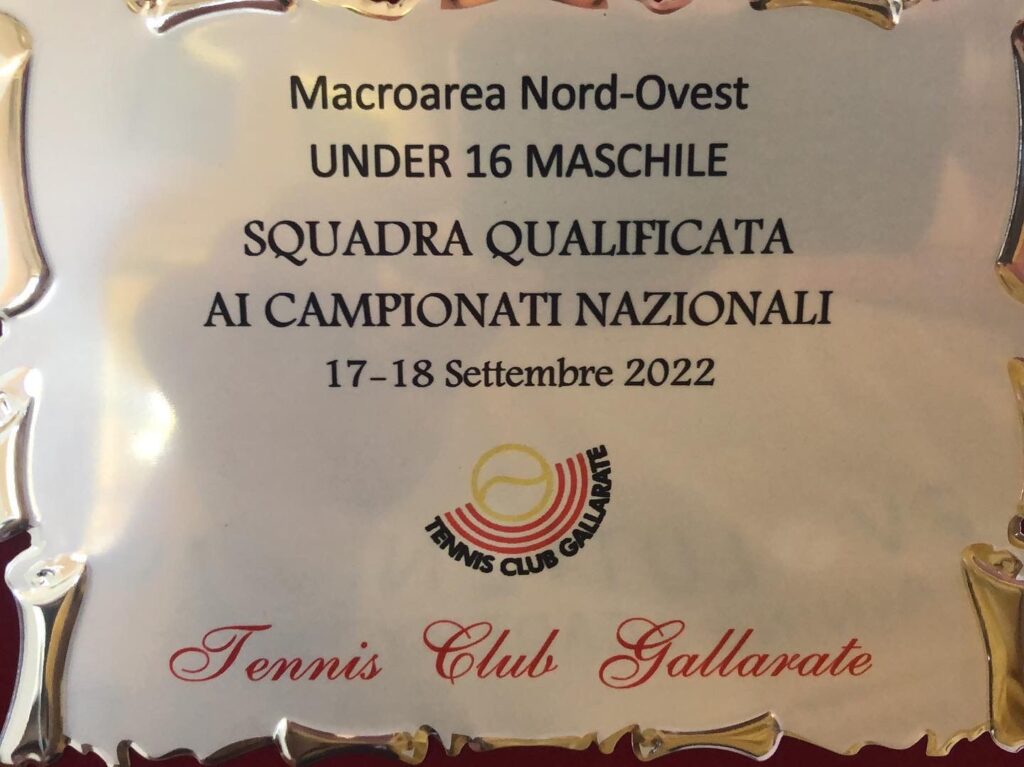 Macroarea Nord-Ovest
UNDER 16 MASCHILE
SQUADRA QUALIFICATA
AI CAMPIONATI NAZIONALI
17-18 Settembre 2022
TENNIS CLUB GALLARATE
Tennis Club Gallarate